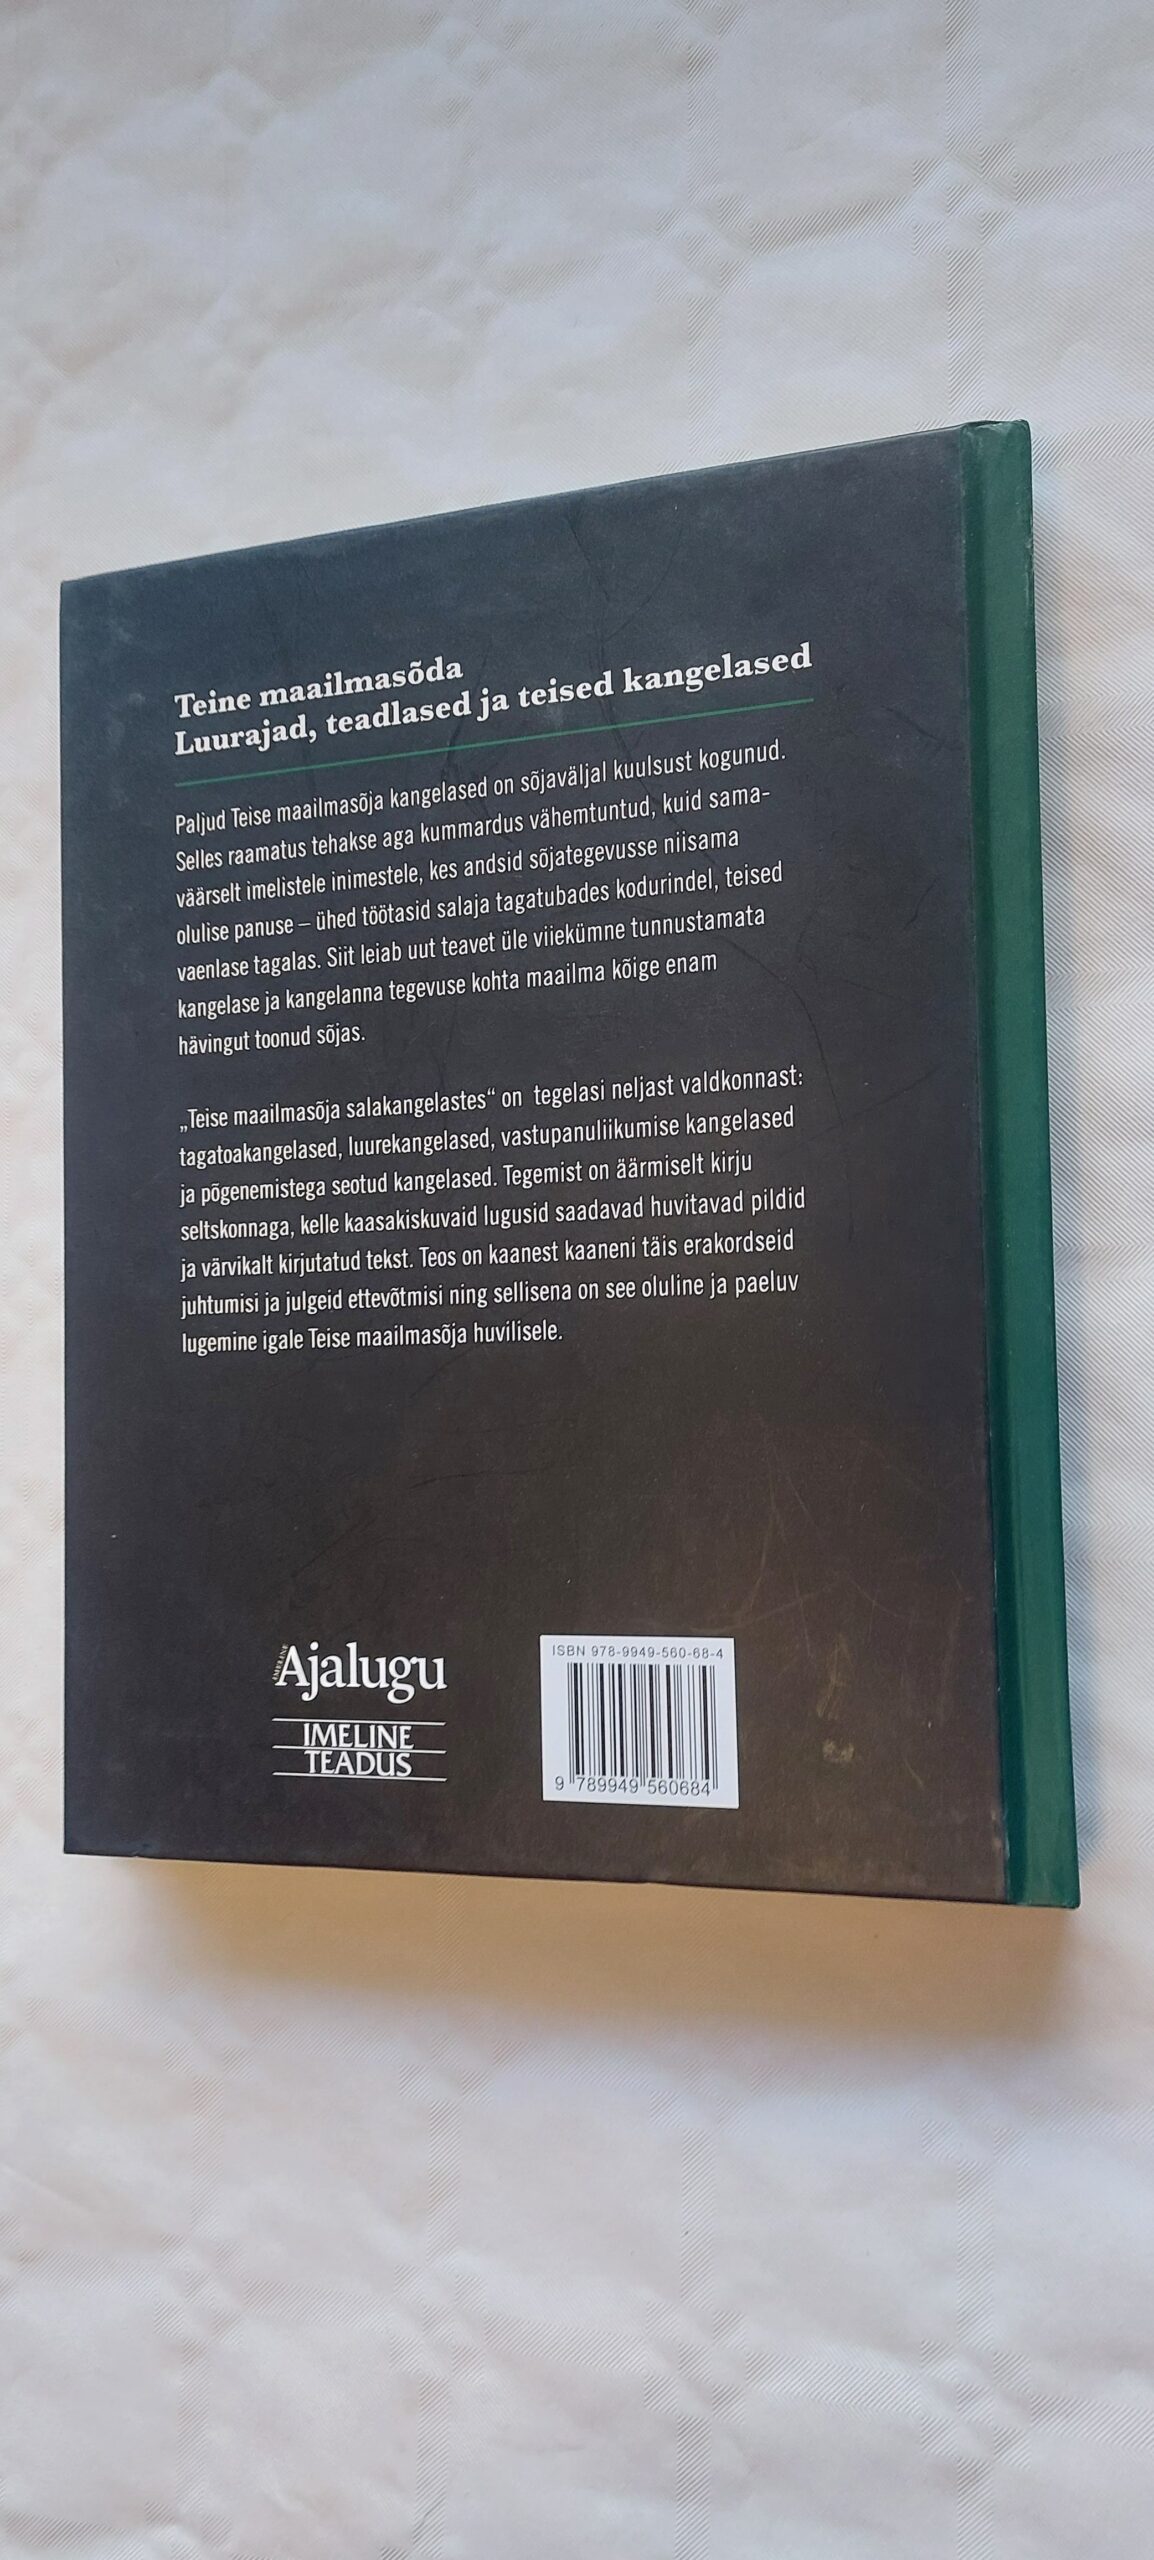 Teine maailmasõda
Luurajad, teadlased ja teised kangelased
Paljud Teise maailmasõja kangelased on sõjaväljal kuulsust kogunud.
Selles raamatus tehakse aga kummardus vähemtuntud, kuid sama-
väärselt imelistele inimestele, kes andsid sõjategevusse niisama
olulise panuse – ühed töötasid salaja tagatubades kodurindel, teised
vaenlase tagalas. Siit leiab uut teavet üle viiekümne tunnustamata
kangelase ja kangelanna tegevuse kohta maailma kõige enam
hävingut toonud sõjas.
„Teise maailmasõja salakangelastes“ on tegelasi neljast valdkonnast:
tagatoakangelased, luurekangelased, vastupanuliikumise kangelased
ja põgenemistega seotud kangelased. Tegemist on äärmiselt kirju
seltskonnaga, kelle kaasakiskuvaid lugusid saadavad huvitavad pildid
ja värvikalt kirjutatud tekst. Teos on kaanest kaaneni täis erakordseid
juhtumisi ja julgeid ettevõtmisi ning sellisena on see oluline ja paeluv
lugemine igale Teise maailmasõja huvilisele.
IMELINE
Ajalugu
IMELINE
TEADUS
ISBN 978-9949-560-68-4
9 789949 560684